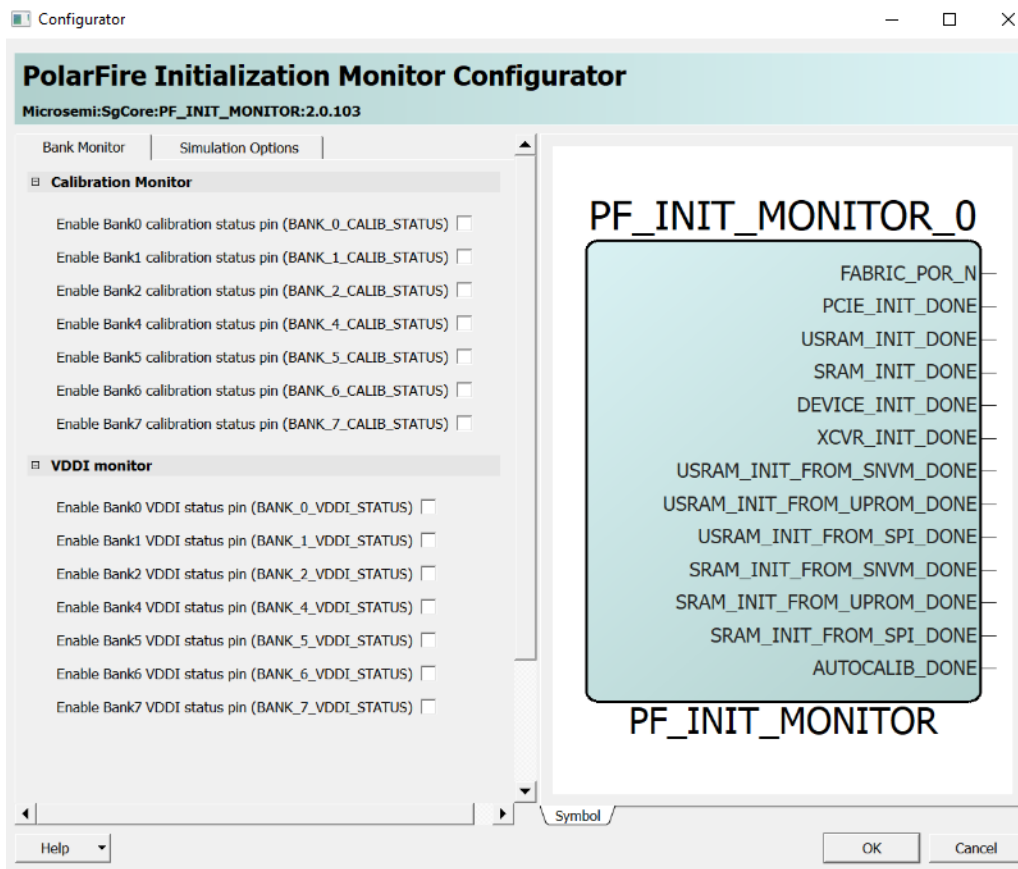 Configurator
PolarFire Initialization Monitor Configurator
Microsemi:SgCore:PF_INIT_MONITOR:2.0.103
Bank Monitor
Simulation Options
Calibration Monitor
Enable Bank0 calibration status pin (BANK_0_CALIB_STATUS)
Enable Bank1 calibration status pin (BANK_1_CALIB_STATUS)
Enable Bank2 calibration status pin (BANK_2_CALIB_STATUS)
Enable Bank4 calibration status pin (BANK_4_CALIB_STATUS)
Enable Bank5 calibration status pin (BANK_5_CALIB_STATUS)
Enable Bank6 calibration status pin (BANK_6_CALIB_STATUS)
Enable Bank7 calibration status pin (BANK_7_CALIB_STATUS)
VDDI monitor
Enable Bank0 VDDI status pin (BANK_0_VDDI_STATUS)
Enable Bank1 VDDI status pin (BANK_1_VDDI_STATUS)
Enable Bank2 VDDI status pin (BANK_2_VDDI_STATUS)
Enable Bank4 VDDI status pin (BANK_4_VDDI_STATUS)
Enable Bank5 VDDI status pin (BANK_5_VDDI_STATUS)
Enable Bank6 VDDI status pin (BANK_6_VDDI_STATUS)
Enable Bank7 VDDI status pin (BANK_7_VDDI_STATUS)
PF_INIT_MONITOR_0
FABRIC_POR_N
PCIE_INIT_DONE
USRAM_INIT_DONE
SRAM_INIT_DONE
DEVICE_INIT_DONE
XCVR_INIT_DONE
USRAM_INIT_FROM_SNVM_DONE
USRAM_INIT_FROM_UPROM_DONE
USRAM_INIT_FROM_SPI_DONE
SRAM_INIT_FROM_SNVM_DONE
SRAM_INIT_FROM_UPROM_DONE
SRAM_INIT_FROM_SPI_DONE
AUTOCALIB_DONE
PF_INIT_MONITOR
Symbol
Help
OK
Cancel